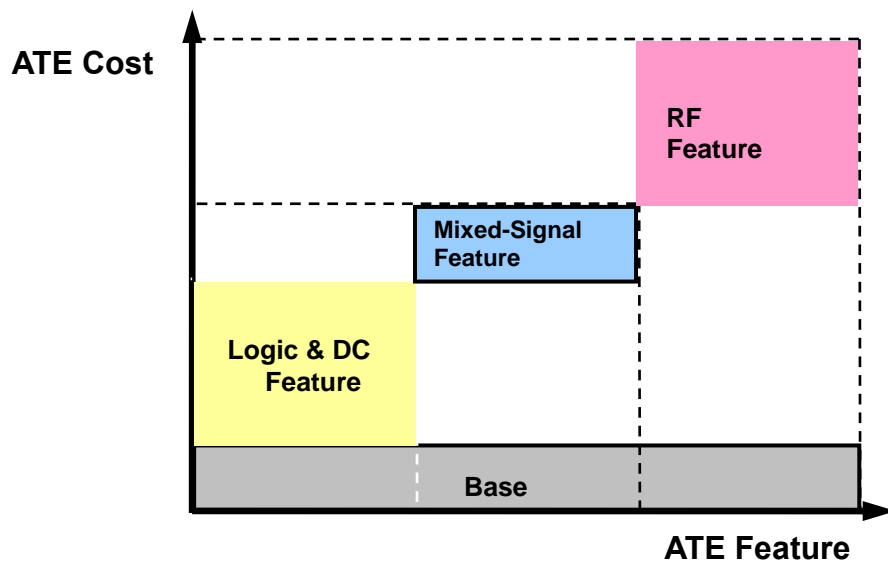 ATE Cost
RF
Feature
Mixed-Signal
Feature
Logic & DC
Feature
Base
ATE Feature